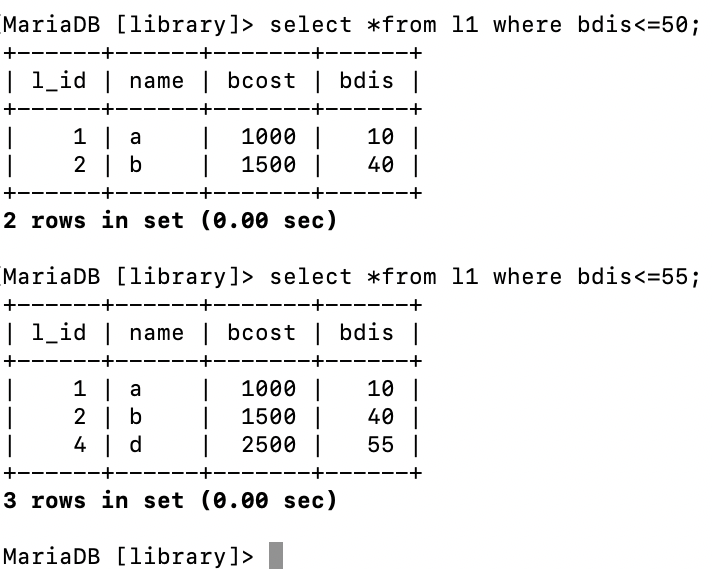 MariaDB [library]> select *from l1 where bdis<=50;
+------+------+-------+------+
| l_id | name | bcost | bdis |
+------+------+-------+------+
|    1 | a    |  1000 |   10 |
|    2 | b    |  1500 |   40 |
+------+------+-------+------+
2 rows in set (0.00 sec)

MariaDB [library]> select *from l1 where bdis<=55;
+------+------+-------+------+
| l_id | name | bcost | bdis |
+------+------+-------+------+
|    1 | a    |  1000 |   10 |
|    2 | b    |  1500 |   40 |
|    4 | d    |  2500 |   55 |
+------+------+-------+------+
3 rows in set (0.00 sec)

MariaDB [library]>